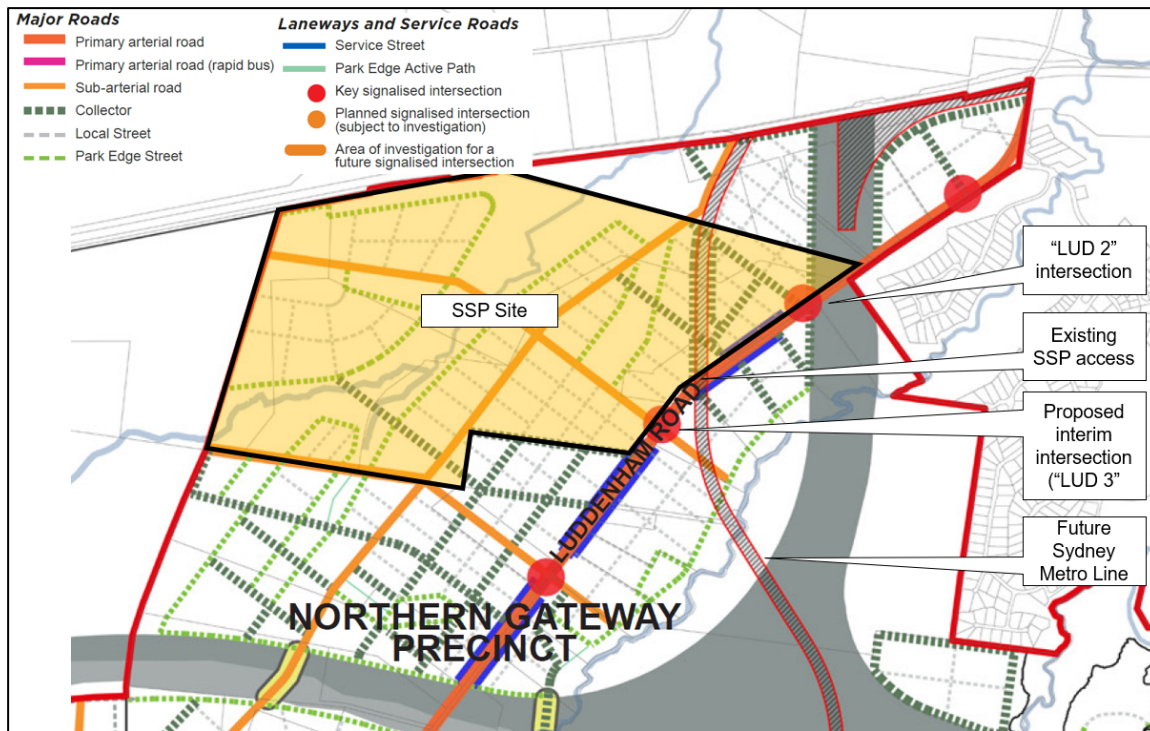 Major Roads
Primary arterial road
Primary arterial road (rapid bus)
Sub-arterial road
Collector
Local Street
Park Edge Street
Laneways and Service Roads
Service Street
Park Edge Active Path
Key signalised intersection
Planned signalised intersection
(subject to investigation)
Area of investigation for a
future signalised intersection
SSP Site
“LUD 2”
intersection
Existing
SSP access
Proposed
interim
intersection
(“LUD 3”
Future
Sydney
Metro Line
LUDDENHAM ROAD
NORTHERN GATEWAY
PRECINCT